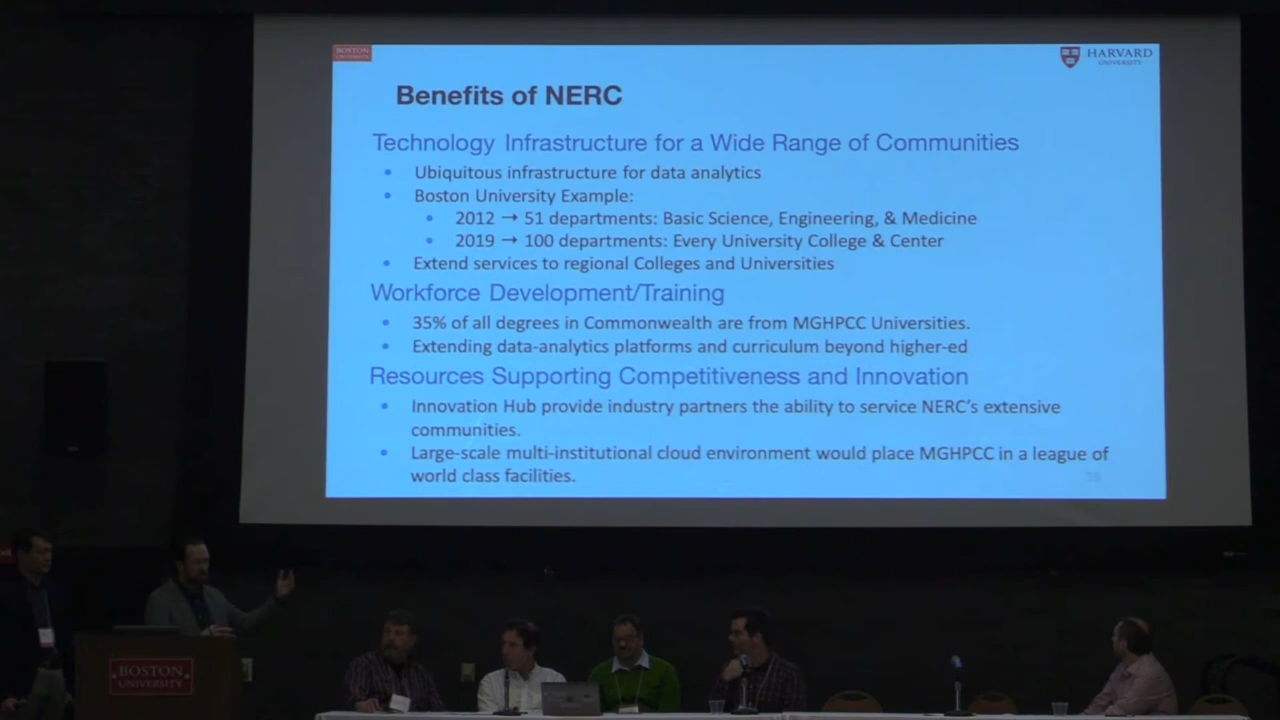 BOSTON
UNIVERSITY
HARVARD
UNIVERSITY
Benefits of NERC
Technology Infrastructure for a Wide Range of Communities
• Ubiquitous infrastructure for data analytics
• Boston University Example:
• 2012 → 51 departments: Basic Science, Engineering, & Medicine
• 2019 → 100 departments: Every University College & Center
• Extend services to regional Colleges and Universities
Workforce Development/Training
• 35% of all degrees in Commonwealth are from MGHPCC Universities.
• Extending data-analytics platforms and curriculum beyond higher-ed
Resources Supporting Competitiveness and Innovation
• Innovation Hub provide industry partners the ability to service NERC's extensive
communities.
• Large-scale multi-institutional cloud environment would place MGHPCC in a league of
world class facilities.
BOSTON
UNIVERSITY